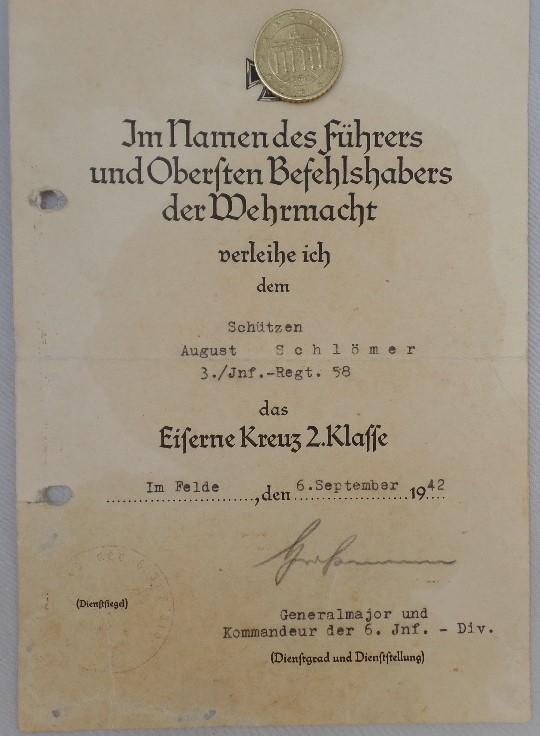 Im Namen des Führers
und Obersten Befehlshabers
der Wehrmacht
verleihe ich
dem
Schützen
August Schlömer
3./Jnf.-Regt. 58
das
Eiserne Kreuz 2. Klasse
Im Felde, den 6.September 1942
(Dienstsiegel)
Generalmajor und
Kommandeur der 6. Jnf. - Div.
(Dienstgrad und Dienststellung)